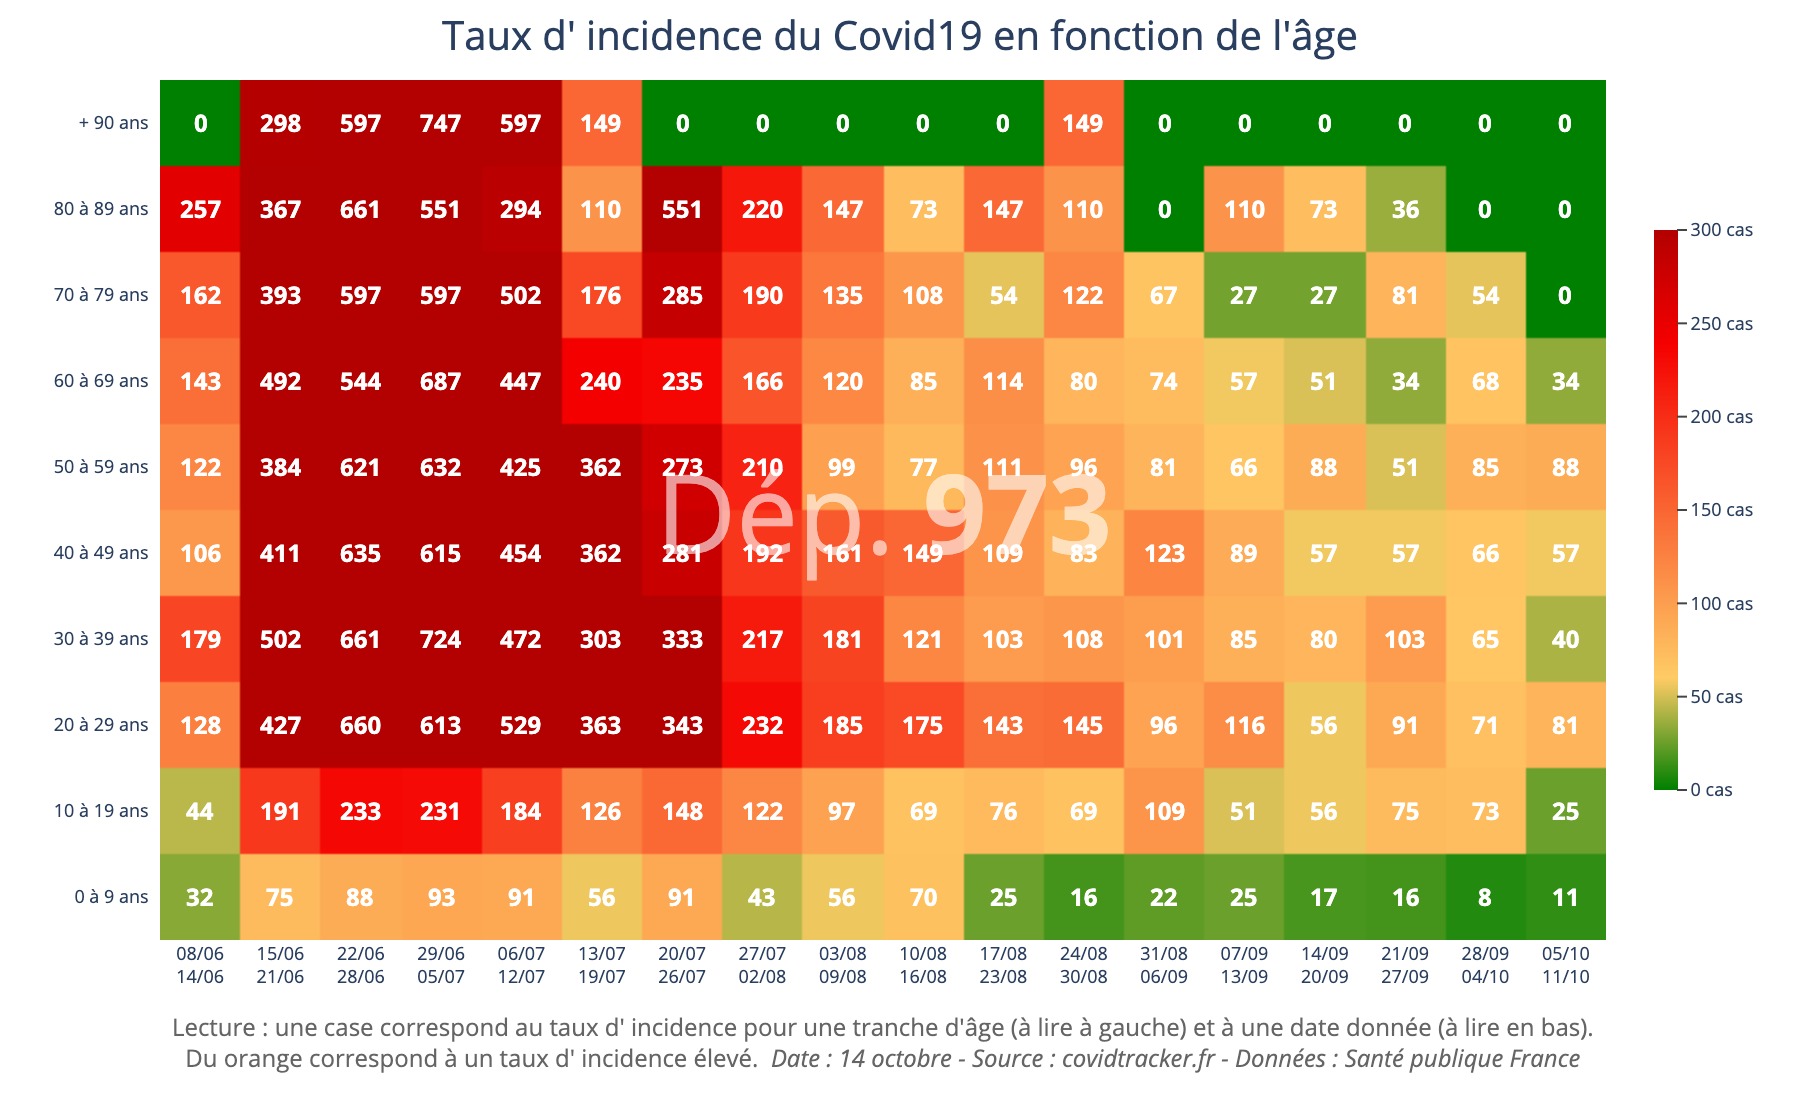 Taux d' incidence du Covid19 en fonction de l'âge
+ 90 ans 0 298 597 747 597 149 0 0 0 0 0 149 0 0 0 0 0 0
80 à 89 ans 257 367 661 551 294 110 551 220 147 73 147 110 0 110 73 36 0 0
70 à 79 ans 162 393 597 597 502 176 285 190 135 108 54 122 67 27 27 81 54 0
60 à 69 ans 143 492 544 687 447 240 235 166 120 85 114 80 74 57 51 34 68 34
50 à 59 ans 122 384 621 632 425 362 273 210 99 77 111 96 81 66 88 51 85 88
Dép. 973
40 à 49 ans 106 411 635 615 454 362 281 192 161 149 109 83 123 89 57 57 66 57
30 à 39 ans 179 502 661 724 472 303 333 217 181 121 103 108 101 85 80 103 65 40
20 à 29 ans 128 427 660 613 529 363 343 232 185 175 143 145 96 116 56 91 71 81
10 à 19 ans 44 191 233 231 184 126 148 122 97 69 76 69 109 51 56 75 73 25
0 à 9 ans 32 75 88 93 91 56 91 43 56 70 25 16 22 25 17 16 8 11
08/06 15/06 22/06 29/06 06/07 13/07 20/07 27/07 03/08 10/08 17/08 24/08 31/08 07/09 14/09 21/09 28/09 05/10
14/06 21/06 28/06 05/07 12/07 19/07 26/07 02/08 09/08 16/08 23/08 30/08 06/09 13/09 20/09 27/09 04/10 11/10
300 cas
250 cas
200 cas
150 cas
100 cas
50 cas
0 cas
Lecture : une case correspond au taux d' incidence pour une tranche d'âge (à lire à gauche) et à une date donnée (à lire en bas).
Du orange correspond à un taux d' incidence élevé. Date : 14 octobre - Source : covidtracker.fr - Données : Santé publique France